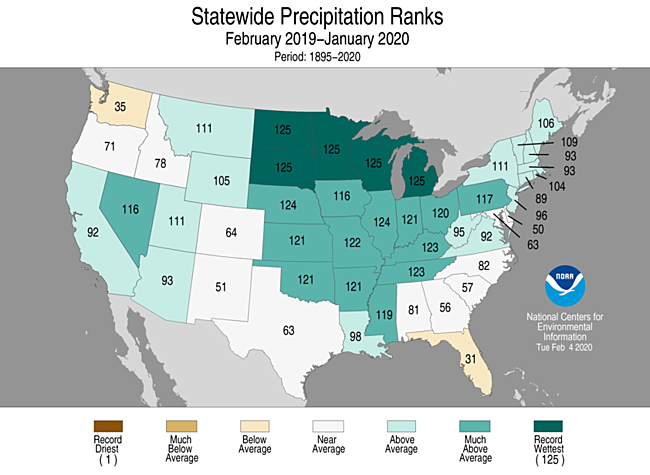 Statewide Precipitation Ranks
February 2019–January 2020
Period: 1895–2020
35
71
78
111
105
125
125
125
125
125
106
109
93
93
104
89
96
50
63
111
117
92
116
111
64
124
116
121
122
124
121
120
123
123
95
92
82
57
56
81
119
121
121
98
93
51
63
31
NOAA
National Centers for
Environmental
Information
Tue Feb 4 2020
Record
Driest
( 1 )
Much
Below
Average
Below
Average
Near
Average
Above
Average
Much
Above
Average
Record
Wettest
( 125 )